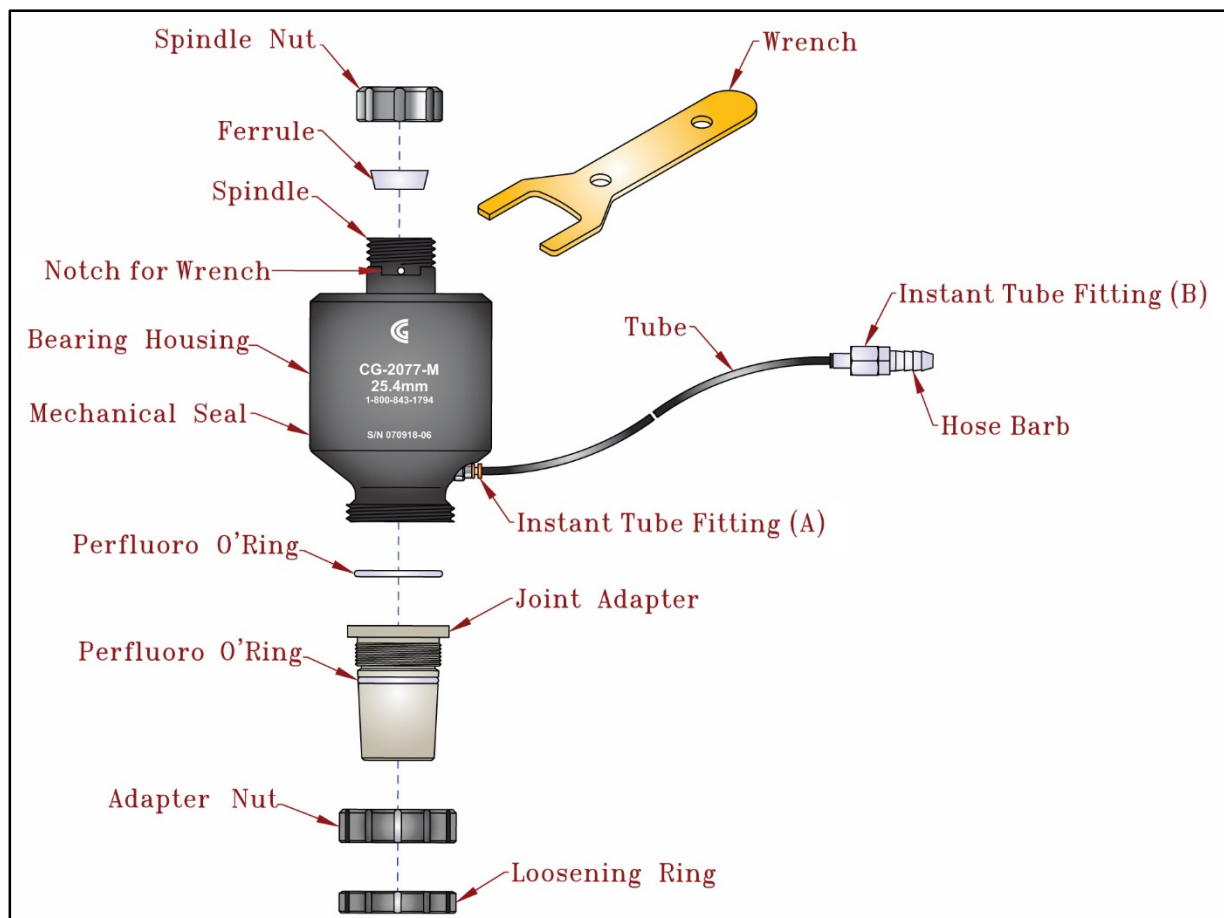 Spindle Nut
Wrench
Ferrule
Spindle
Notch for Wrench
Instant Tube Fitting (B)
Tube
Bearing Housing
CG-2077-M
25.4mm
1-800-843-1794
Mechanical Seal
Hose Barb
S/N 070918-06
Instant Tube Fitting (A)
Perfluoro O'Ring
Joint Adapter
Perfluoro O'Ring
Adapter Nut
Loosening Ring